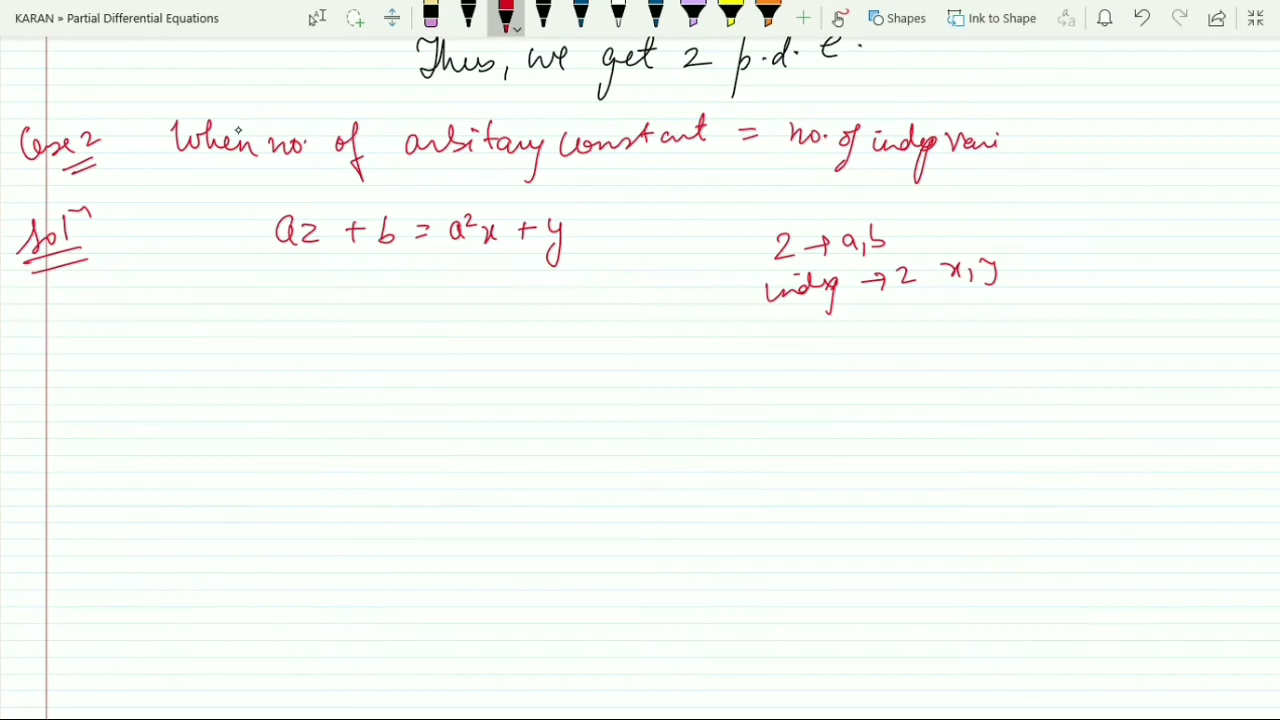 KARAN » Partial Differential Equations
Shapes
Ink to Shape
Thus, we get 2 p.d.e.
Case 2 When no. of arbitary constant = no. of indep vari
Solⁿ az + b = a²x + y
2 → a, b
indep → 2 x, y